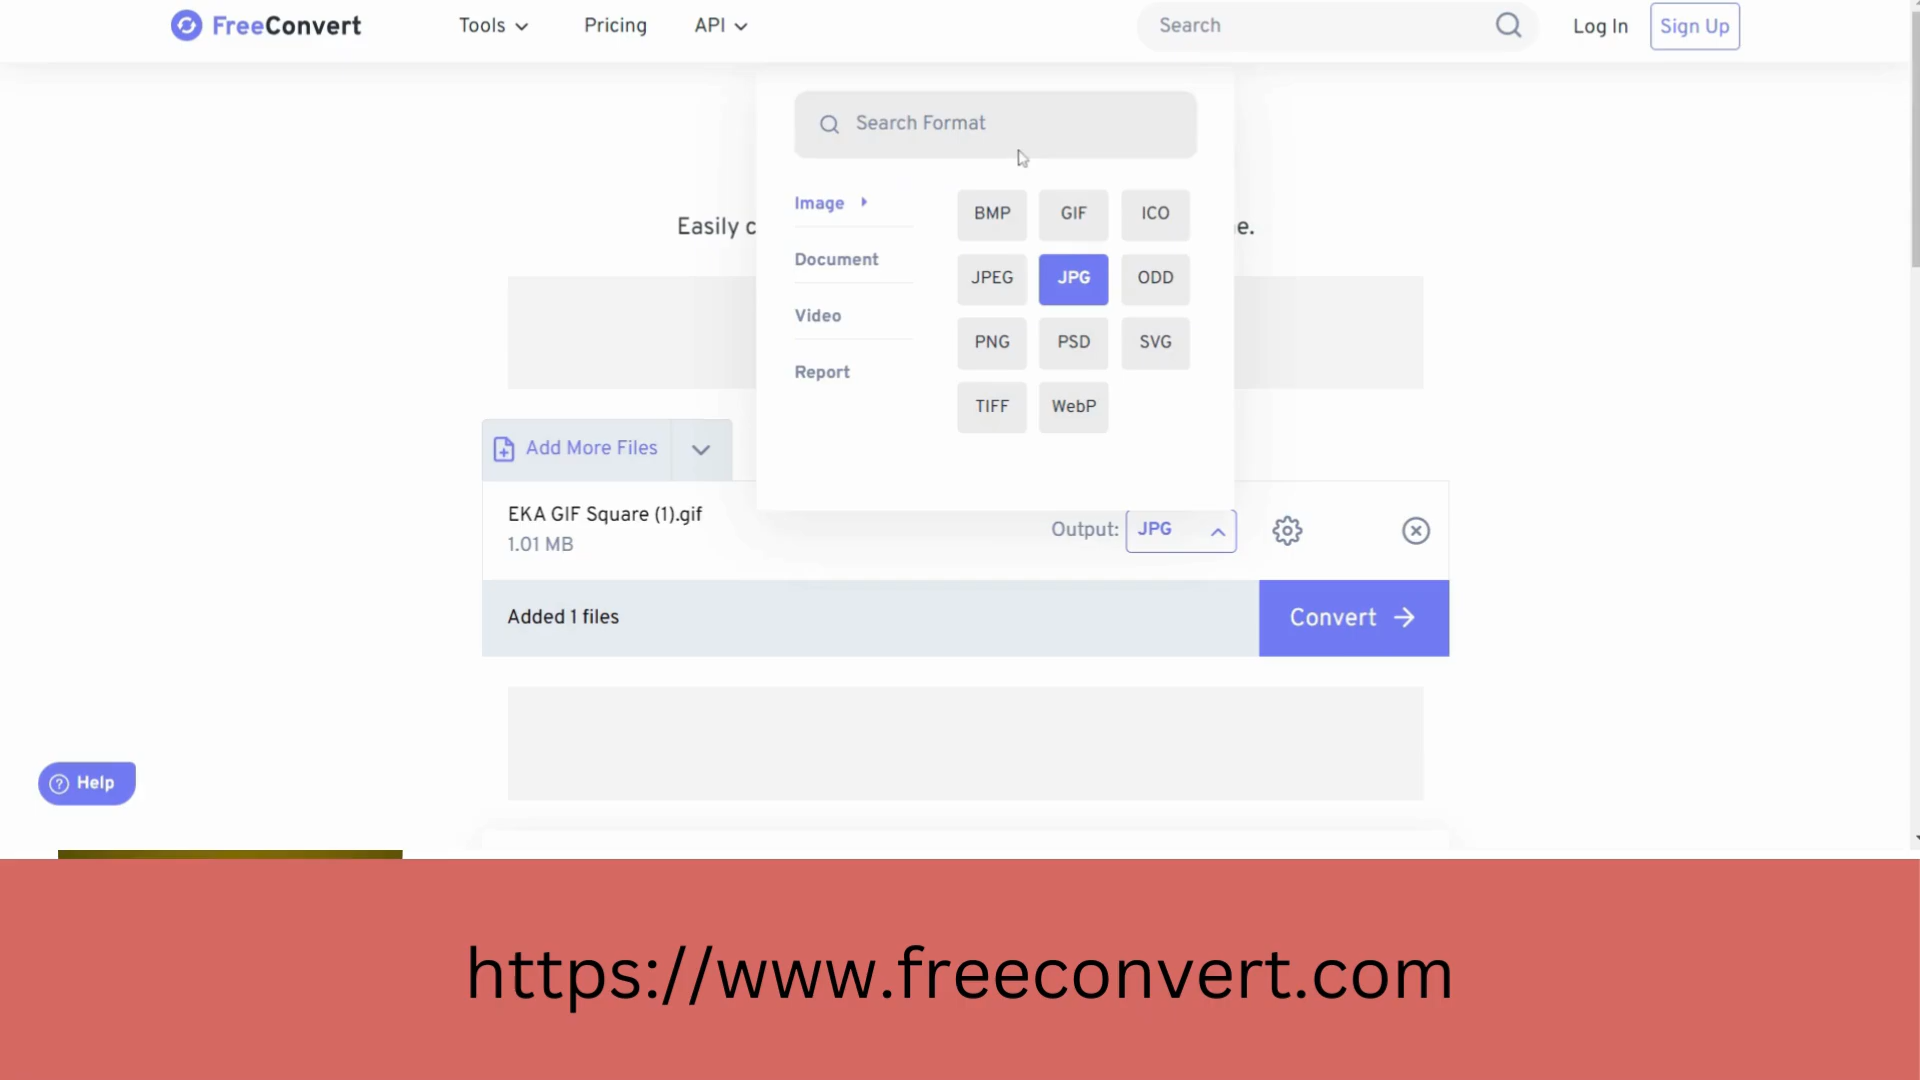 FreeConvert Tools Pricing API Search Log In Sign Up
Search Format
Image BMP GIF ICO
Easily c e.
Document JPEG JPG ODD
Video PNG PSD SVG
Report
TIFF WebP
Add More Files
EKA GIF Square (1).gif Output: JPG
1.01 MB
Added 1 files Convert
Help
https://www.freeconvert.com